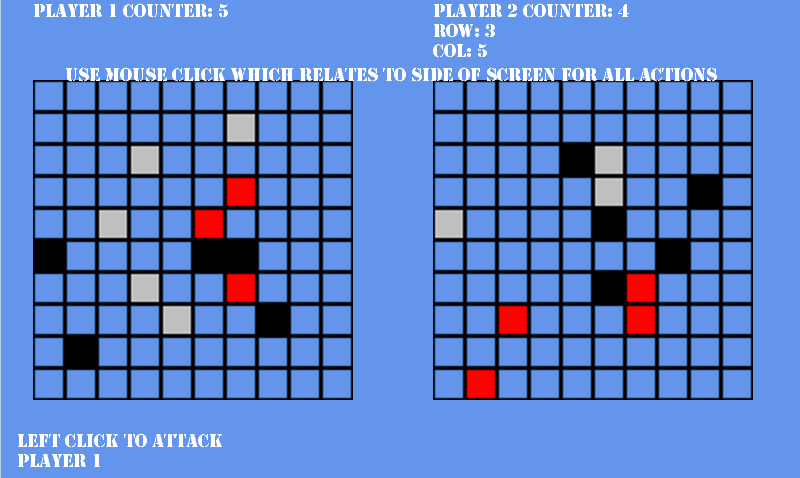 PLAYER 1 COUNTER: 5
PLAYER 2 COUNTER: 4
ROW: 3
COL: 5
USE MOUSE CLICK WHICH RELATES TO SIDE OF SCREEN FOR ALL ACTIONS
LEFT CLICK TO ATTACK
PLAYER 1